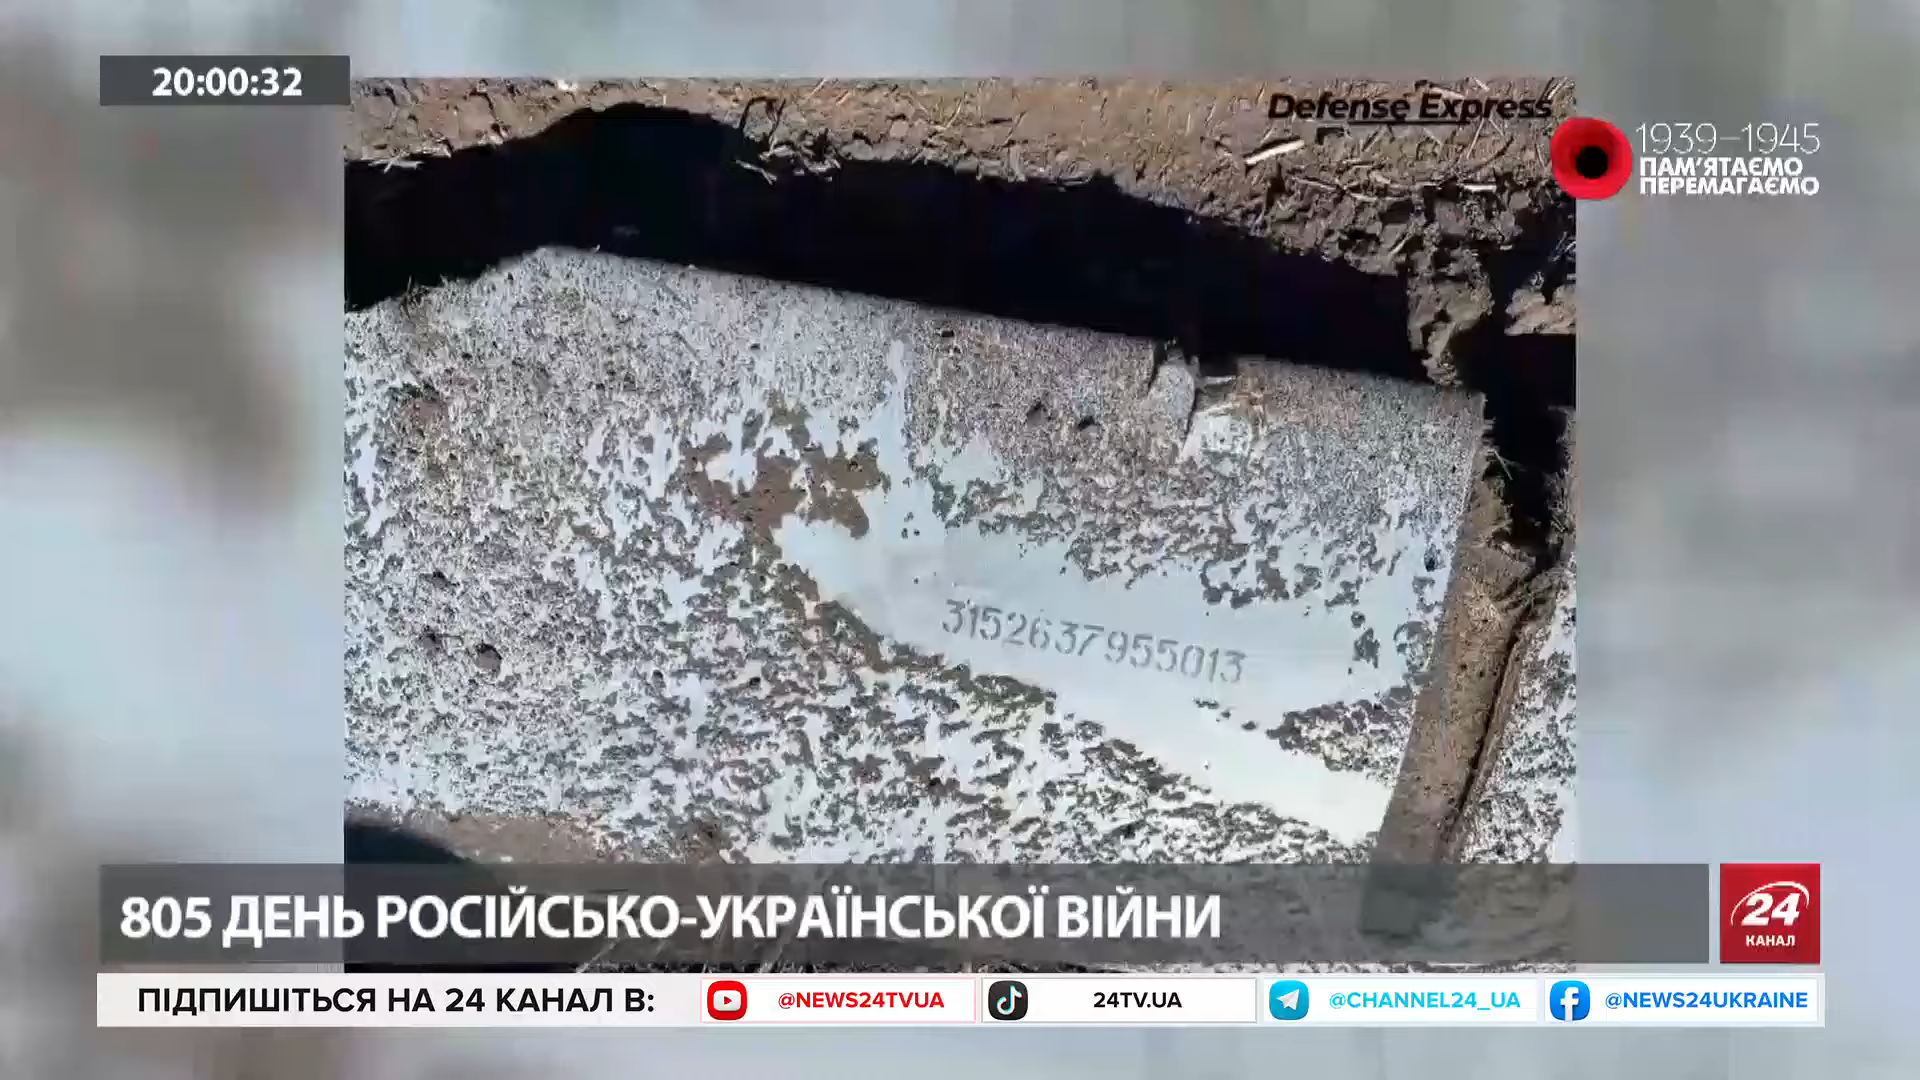 20:00:32
Defense Express
1939–1945
ПАМ'ЯТАЄМО
ПЕРЕМАГАЄМО
3152637955013
805 ДЕНЬ РОСІЙСЬКО-УКРАЇНСЬКОЇ ВІЙНИ
24
КАНАЛ
ПІДПИШІТЬСЯ НА 24 КАНАЛ В: @NEWS24TVUA 24TV.UA @CHANNEL24_UA @NEWS24UKRAINE